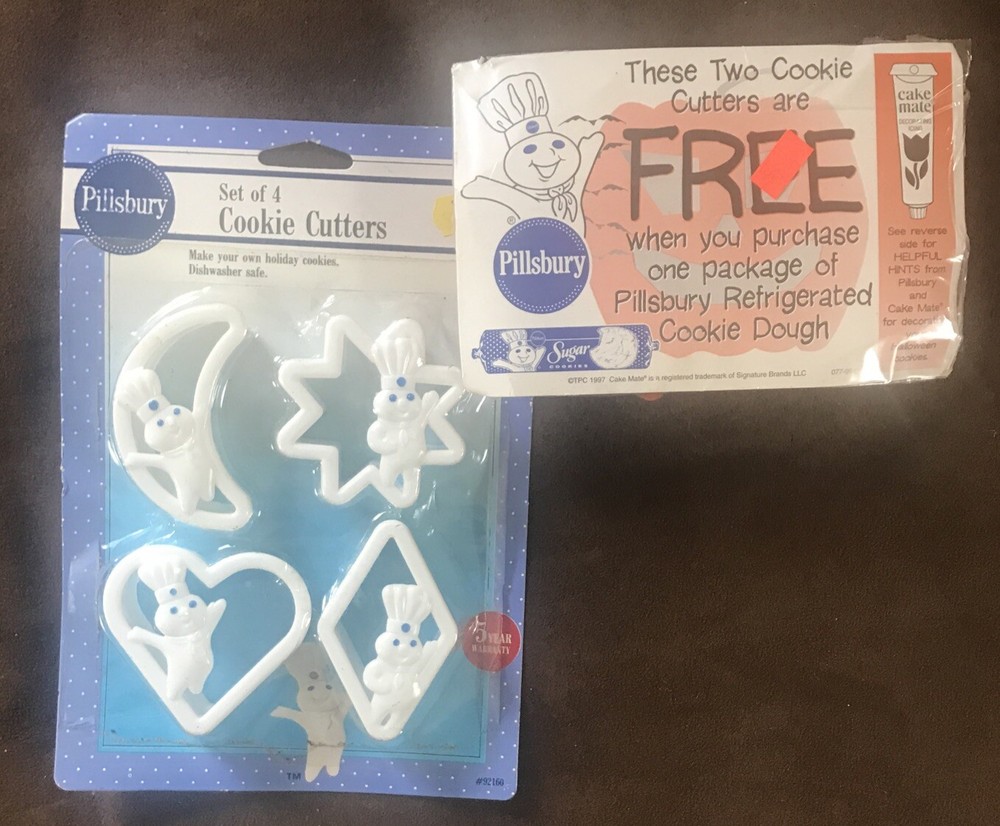 Pillsbury
Set of 4
Cookie Cutters
Make your own holiday cookies.
Dishwasher safe.
5 YEAR
WARRANTY
TM
#92160
These Two Cookie
Cutters are
FREE
when you purchase
one package of
Pillsbury Refrigerated
Cookie Dough
®
Pillsbury
Sugar
COOKIES
©TPC 1997 Cake Mate® is a registered trademark of Signature Brands LLC
cake
mate
See reverse
side for
HELPFUL
HINTS from
Pillsbury
and
Cake Mate®
for
cookies.